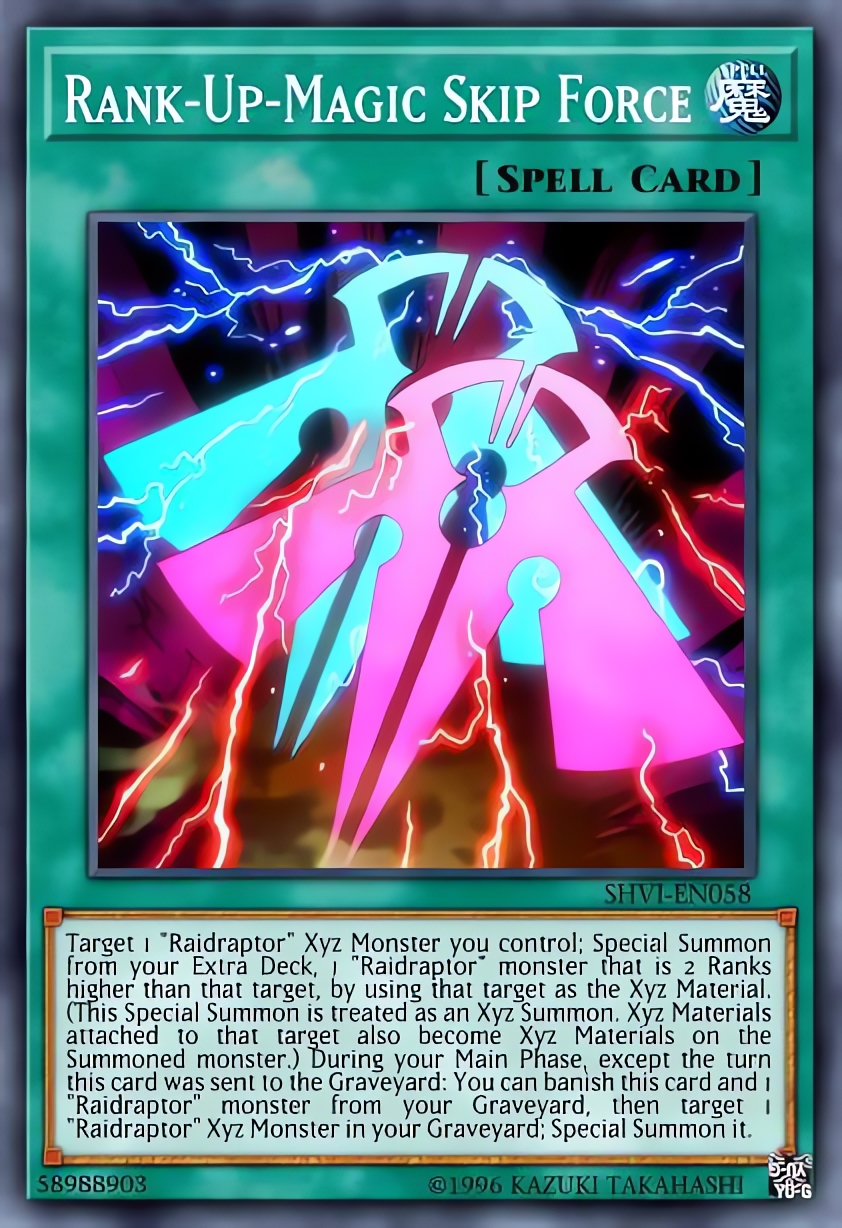 RANK-UP-MAGIC SKIP FORCE
魔
[SPELL CARD]
SHVI-EN058
Target 1 "Raidraptor" Xyz Monster you control; Special Summon
from your Extra Deck, 1 "Raidraptor" monster that is 2 Ranks
higher than that target, by using that target as the Xyz Material.
(This Special Summon is treated as an Xyz Summon. Xyz Materials
attached to that target also become Xyz Materials on the
Summoned monster.) During your Main Phase, except the turn
this card was sent to the Graveyard: You can banish this card and 1
"Raidraptor" monster from your Graveyard, then target 1
"Raidraptor" Xyz Monster in your Graveyard; Special Summon it.
58988903
©1996 KAZUKI TAKAHASHI